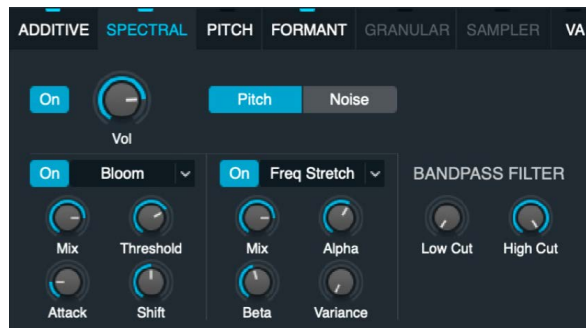 ADDITIVE SPECTRAL PITCH FORMANT GRANULAR SAMPLER VA
On Pitch Noise
Vol
On Bloom On Freq Stretch BANDPASS FILTER
Mix Threshold Mix Alpha Low Cut High Cut
Attack Shift Beta Variance